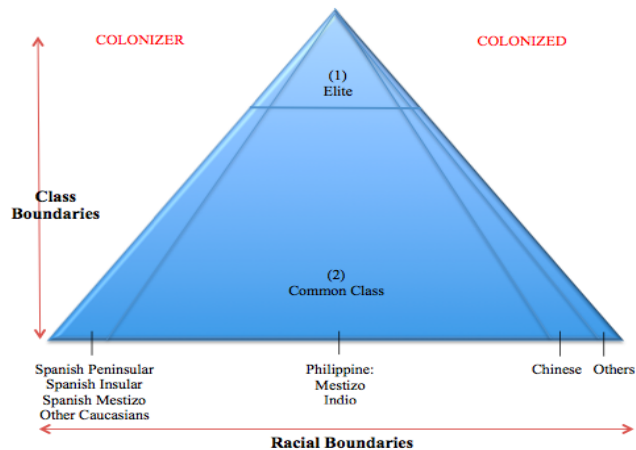 COLONIZER
COLONIZED
(1)
Elite
Class
Boundaries
(2)
Common Class
Spanish Peninsular
Spanish Insular
Spanish Mestizo
Other Caucasians
Philippine:
Mestizo
Indio
Chinese
Others
Racial Boundaries